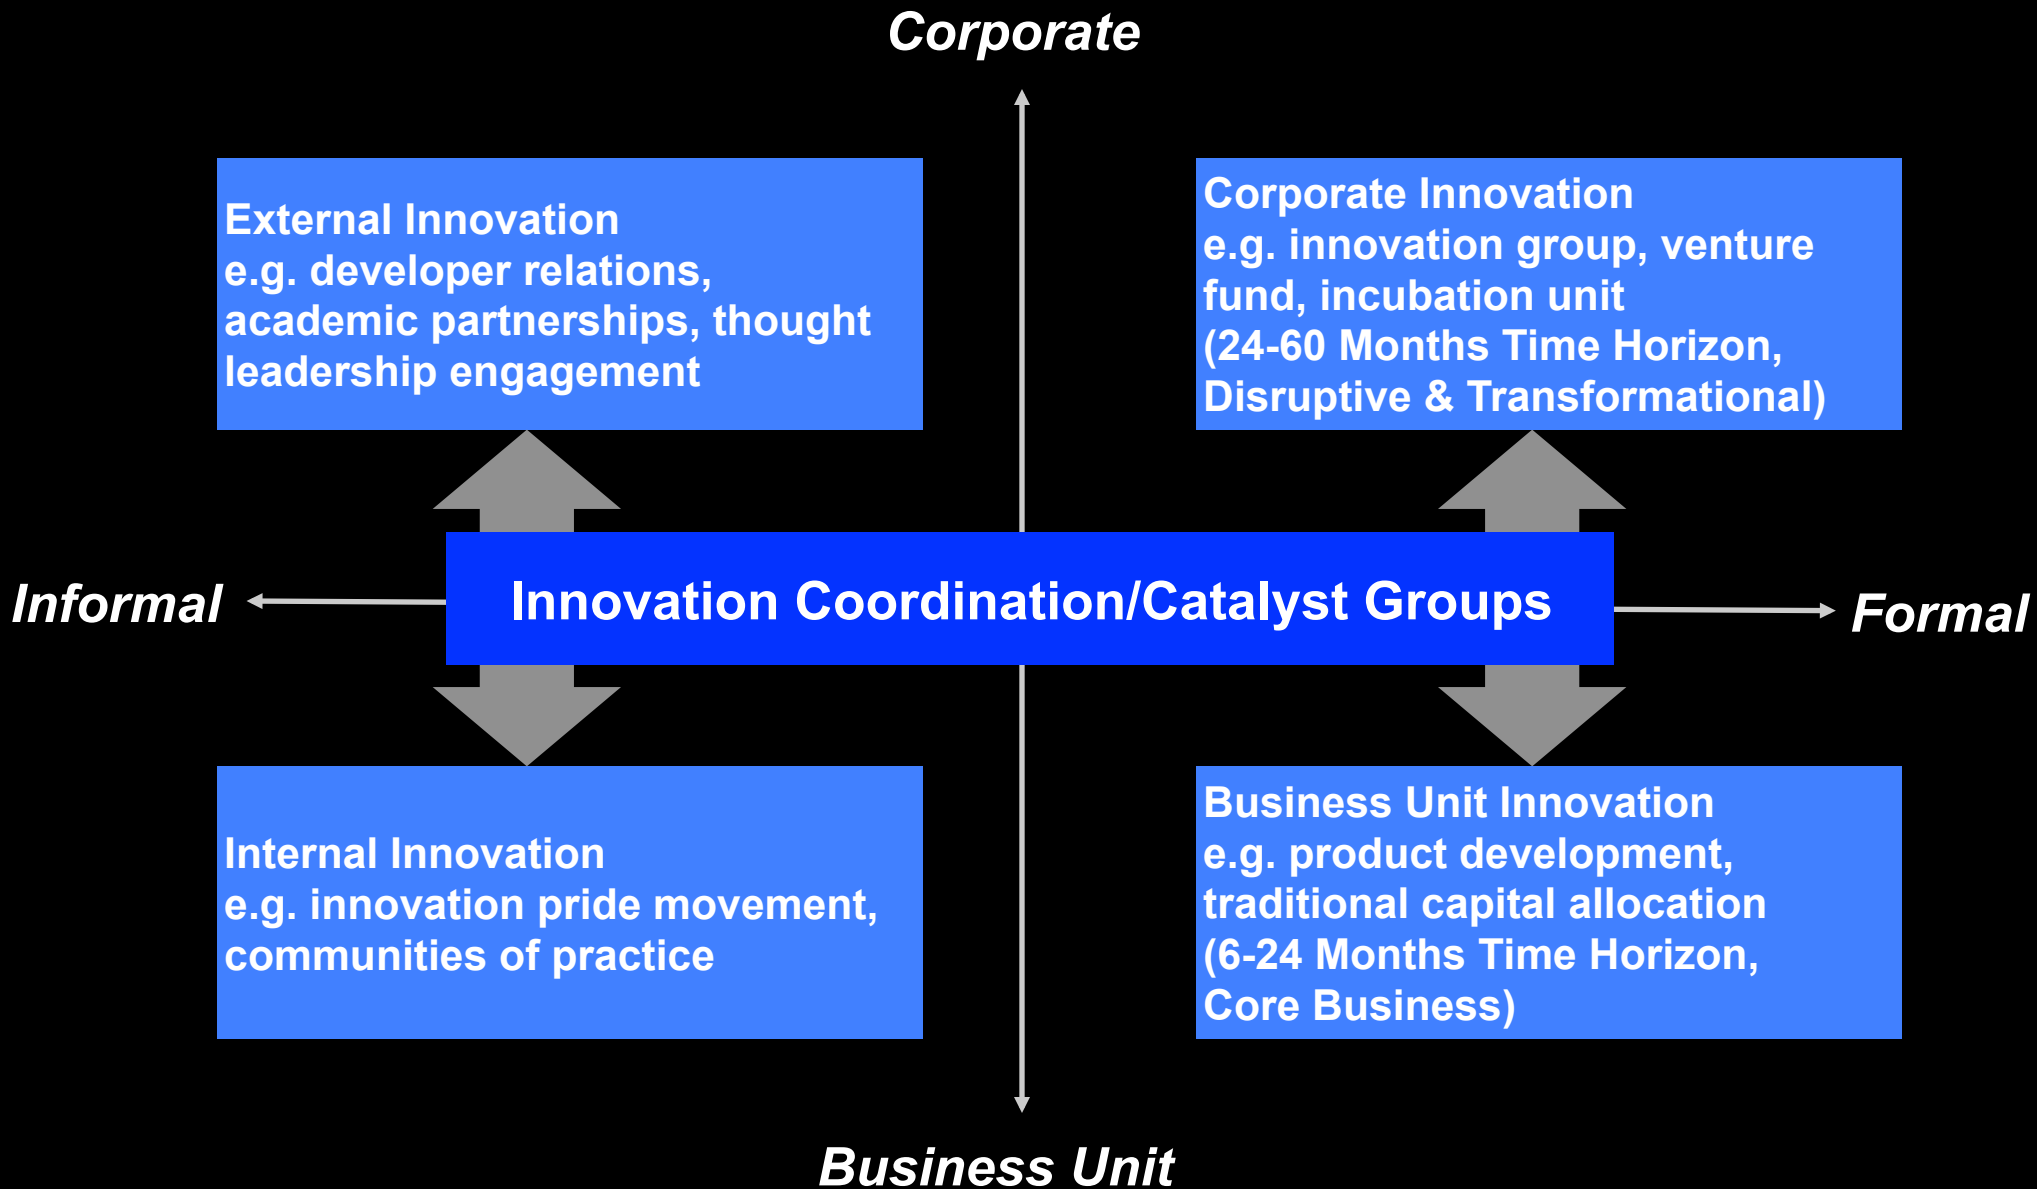 Corporate
External Innovation
e.g. developer relations,
academic partnerships, thought
leadership engagement
Corporate Innovation
e.g. innovation group, venture
fund, incubation unit
(24-60 Months Time Horizon,
Disruptive & Transformational)
Informal
Innovation Coordination/Catalyst Groups
Formal
Internal Innovation
e.g. innovation pride movement,
communities of practice
Business Unit Innovation
e.g. product development,
traditional capital allocation
(6-24 Months Time Horizon,
Core Business)
Business Unit